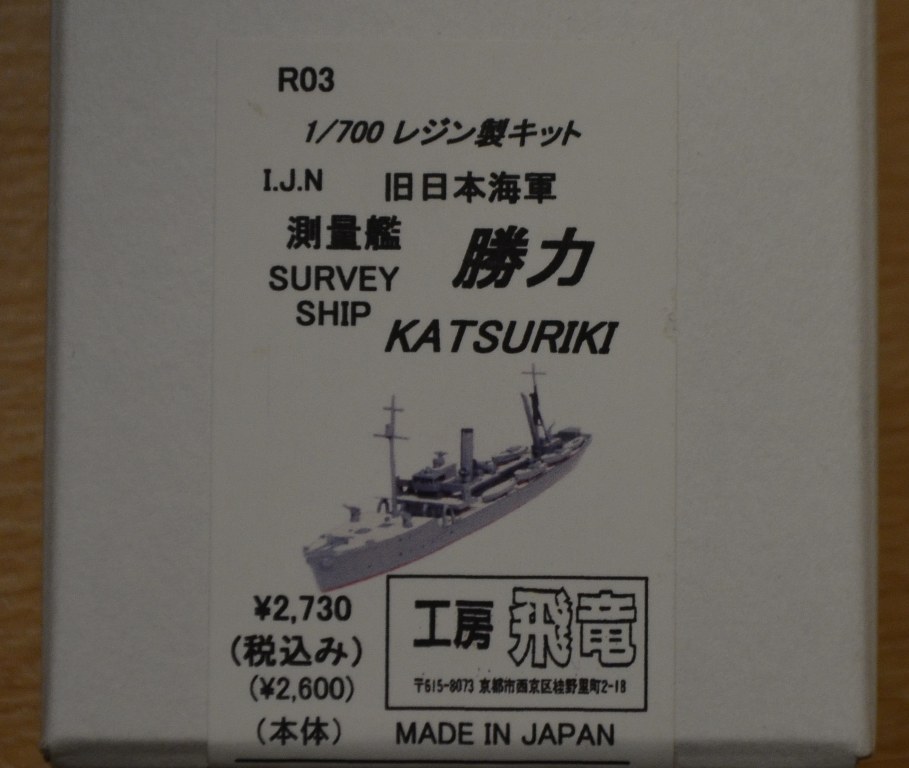 R03
1/700 レジン製キット
I.J.N 旧日本海軍
測量艦 勝力
SURVEY
SHIP KATSURIKI
¥2,730
(税込み)
(¥2,600)
(本体)
工房 飛竜
〒615-8073 京都市西京区桂野里町2-18
MADE IN JAPAN